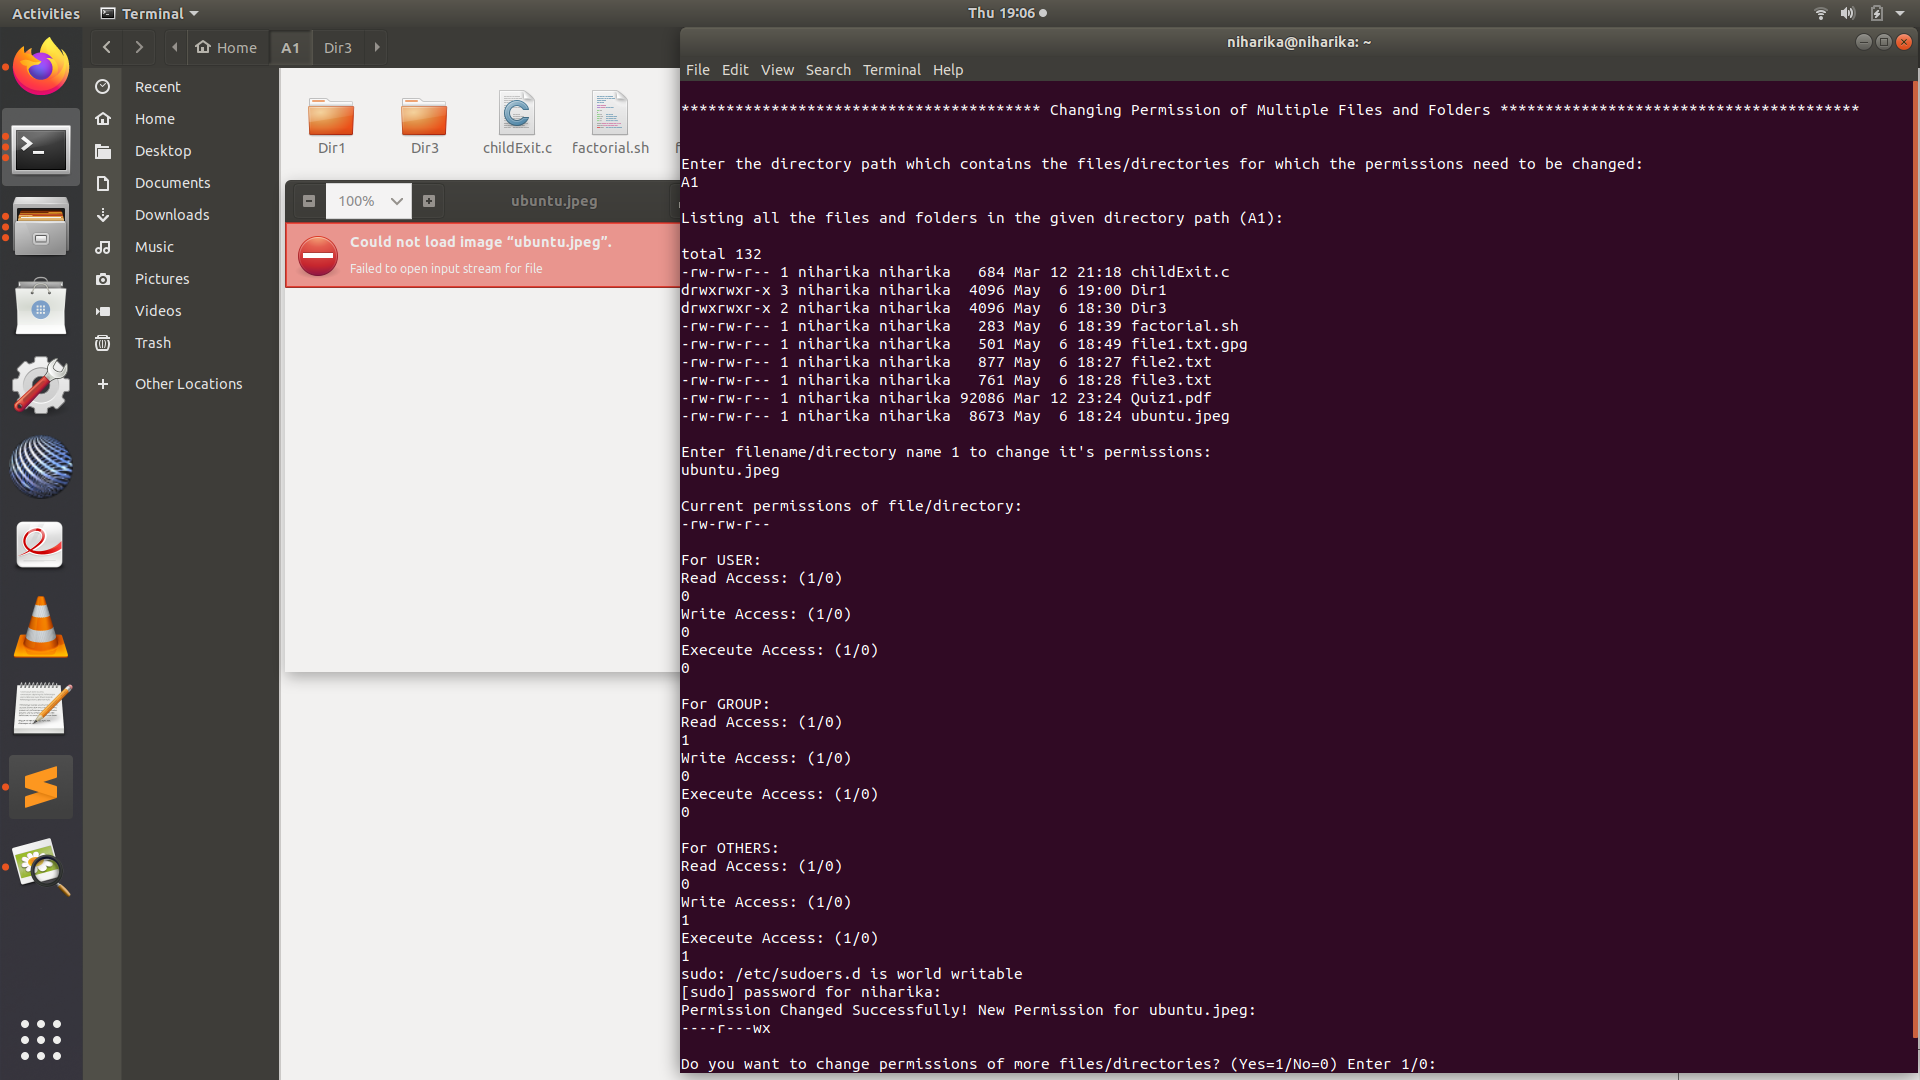 Activities
Terminal
Thu 19:06
Home
A1
Dir3
Recent
Home
Desktop
Documents
Downloads
Music
Pictures
Videos
Trash
Other Locations
Dir1
Dir3
childExit.c
factorial.sh
100%
ubuntu.jpeg
Could not load image “ubuntu.jpeg”.
Failed to open input stream for file
niharika@niharika: ~
File Edit View Search Terminal Help
**************************************** Changing Permission of Multiple Files and Folders ****************************************
Enter the directory path which contains the files/directories for which the permissions need to be changed:
A1
Listing all the files and folders in the given directory path (A1):
total 132
-rw-rw-r-- 1 niharika niharika   684 Mar 12 21:18 childExit.c
drwxrwxr-x 3 niharika niharika  4096 May  6 19:00 Dir1
drwxrwxr-x 2 niharika niharika  4096 May  6 18:30 Dir3
-rw-rw-r-- 1 niharika niharika   283 May  6 18:39 factorial.sh
-rw-rw-r-- 1 niharika niharika   501 May  6 18:49 file1.txt.gpg
-rw-rw-r-- 1 niharika niharika   877 May  6 18:27 file2.txt
-rw-rw-r-- 1 niharika niharika   761 May  6 18:28 file3.txt
-rw-rw-r-- 1 niharika niharika 92086 Mar 12 23:24 Quiz1.pdf
-rw-rw-r-- 1 niharika niharika  8673 May  6 18:24 ubuntu.jpeg
Enter filename/directory name 1 to change it's permissions:
ubuntu.jpeg
Current permissions of file/directory:
-rw-rw-r--
For USER:
Read Access: (1/0)
0
Write Access: (1/0)
0
Execeute Access: (1/0)
0
For GROUP:
Read Access: (1/0)
1
Write Access: (1/0)
0
Execeute Access: (1/0)
0
For OTHERS:
Read Access: (1/0)
0
Write Access: (1/0)
1
Execeute Access: (1/0)
1
sudo: /etc/sudoers.d is world writable
[sudo] password for niharika:
Permission Changed Successfully! New Permission for ubuntu.jpeg:
----r---wx
Do you want to change permissions of more files/directories? (Yes=1/No=0) Enter 1/0: